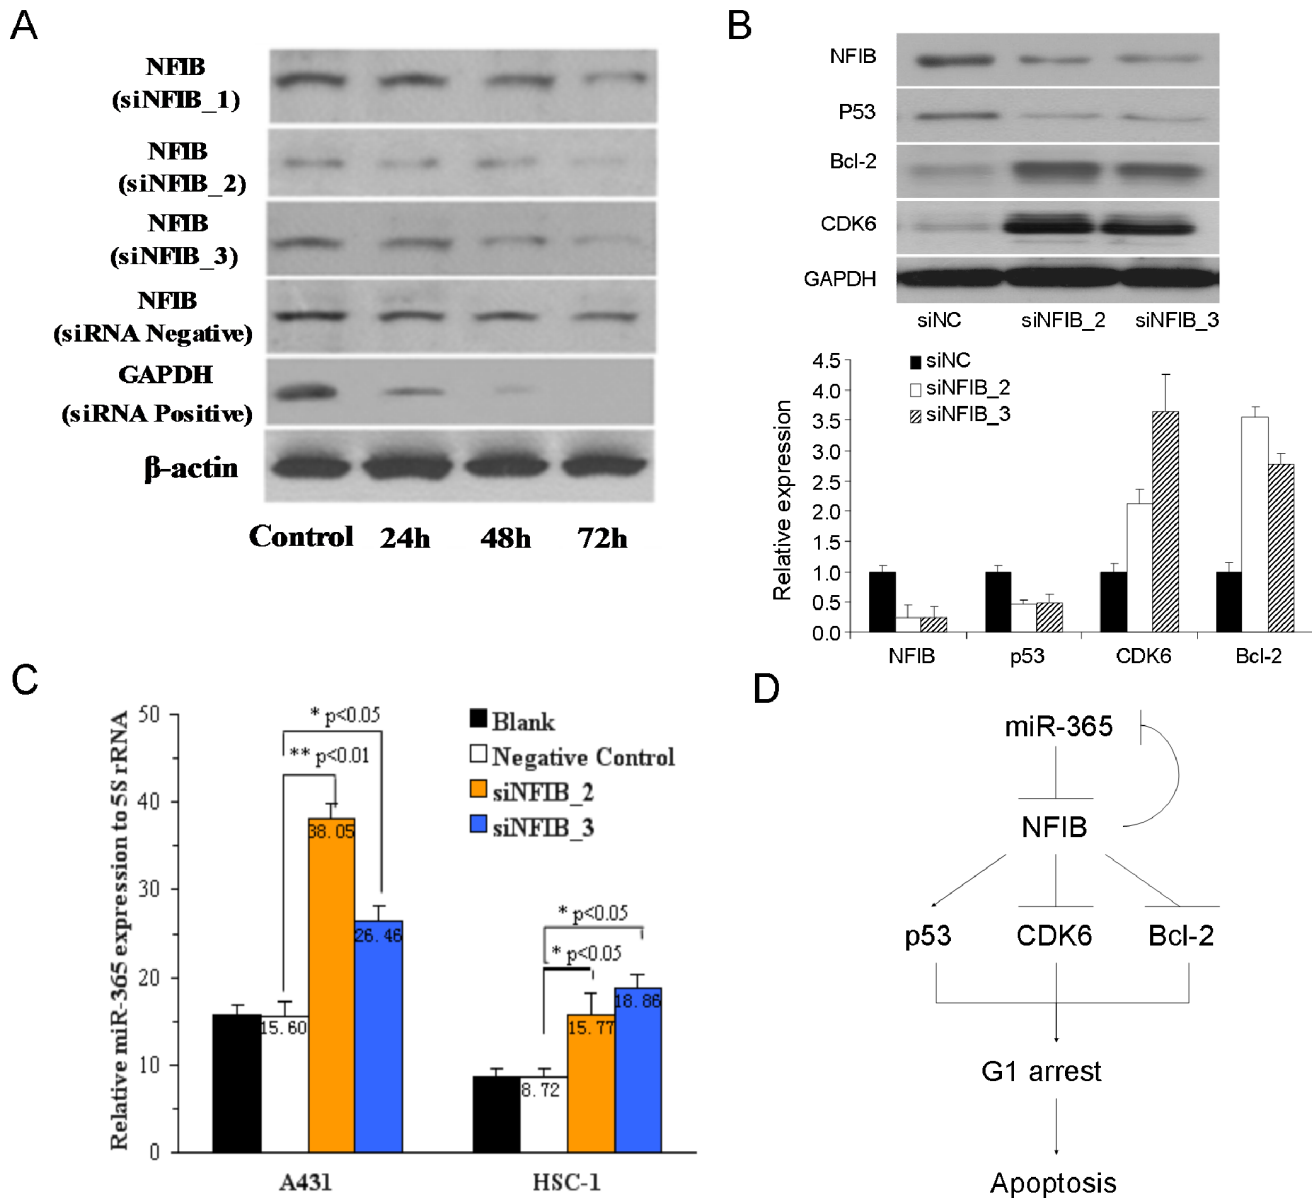 A
NFIB
(siNFIB_1)
NFIB
(siNFIB_2)
NFIB
(siNFIB_3)
NFIB
(siRNA Negative)
GAPDH
(siRNA Positive)
β-actin
Control 24h 48h 72h
B
NFIB
P53
Bcl-2
CDK6
GAPDH
siNC siNFIB_2 siNFIB_3
Relative expression
4.5
4.0
3.5
3.0
2.5
2.0
1.5
1.0
0.5
0.0
siNC
siNFIB_2
siNFIB_3
NFIB p53 CDK6 Bcl-2
C
Relative miR-365 expression to 5S rRNA
50
40
30
20
10
0
* p<0.05
** p<0.01
Blank
Negative Control
siNFIB_2
siNFIB_3
38.05
26.46
15.60
* p<0.05
* p<0.05
18.86
15.77
8.72
A431 HSC-1
D
miR-365
NFIB
p53 CDK6 Bcl-2
G1 arrest
Apoptosis